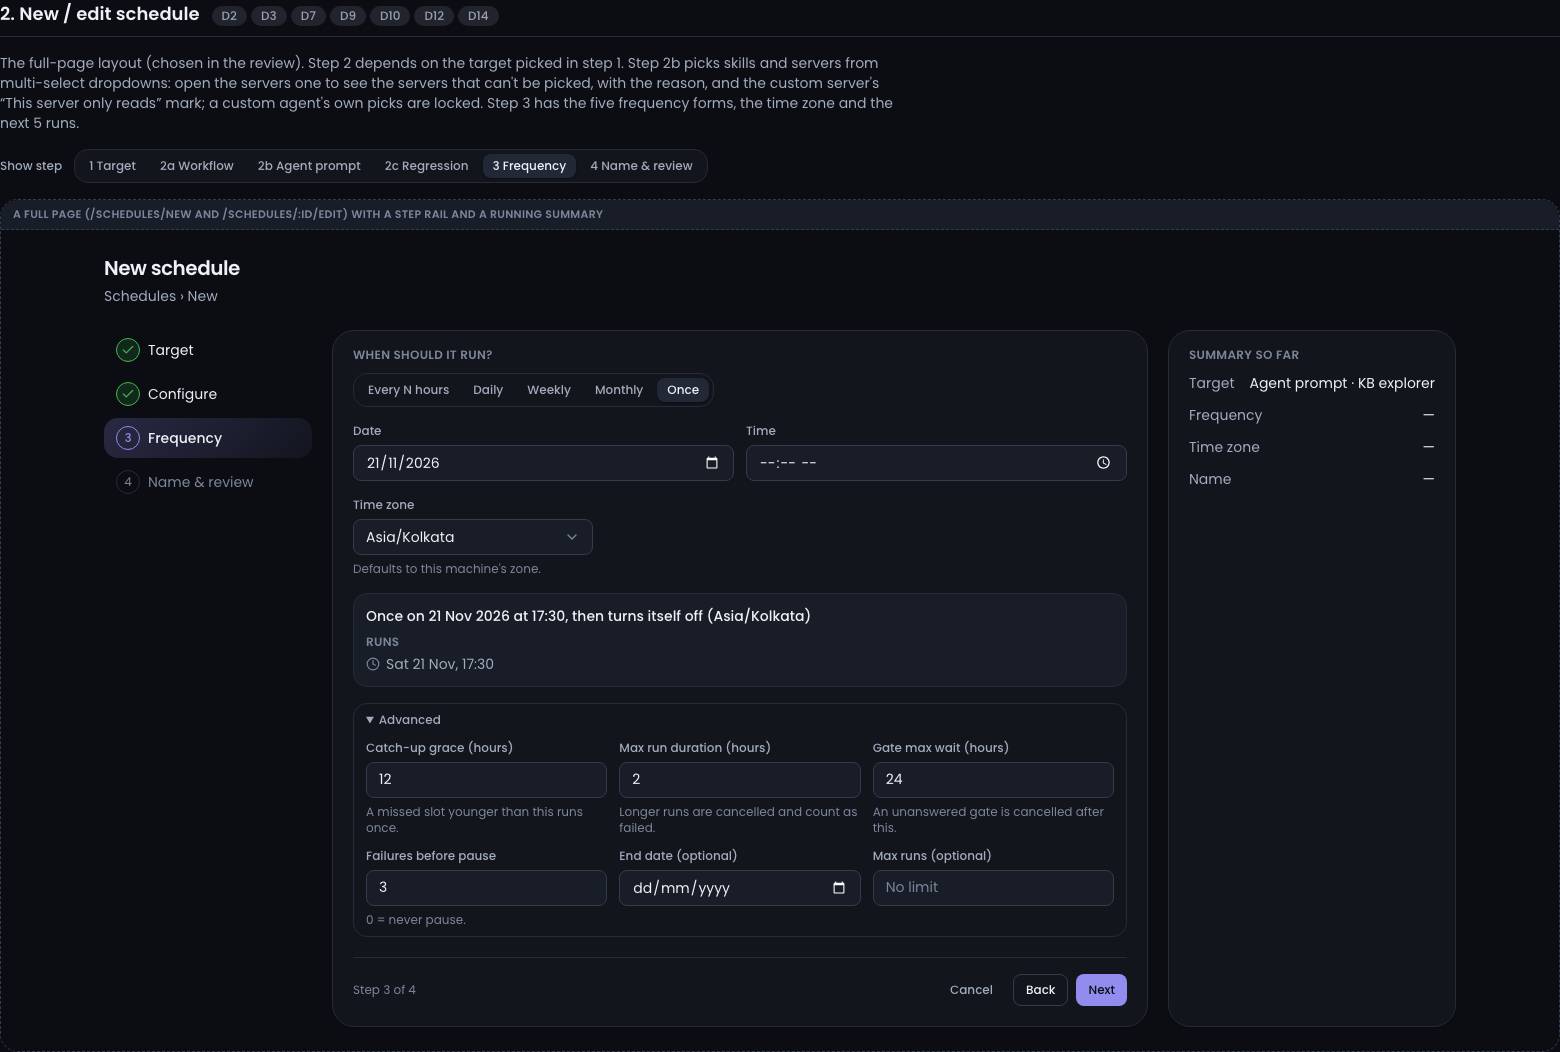 2. New / edit schedule D2 D3 D7 D9 D10 D12 D14
The full-page layout (chosen in the review). Step 2 depends on the target picked in step 1. Step 2b picks skills and servers from
multi-select dropdowns: open the servers one to see the servers that can't be picked, with the reason, and the custom server's
“This server only reads” mark; a custom agent's own picks are locked. Step 3 has the five frequency forms, the time zone and the
next 5 runs.
Show step 1 Target 2a Workflow 2b Agent prompt 2c Regression 3 Frequency 4 Name & review
A FULL PAGE (/SCHEDULES/NEW AND /SCHEDULES/:ID/EDIT) WITH A STEP RAIL AND A RUNNING SUMMARY
New schedule
Schedules › New
Target
Configure
3 Frequency
4 Name & review
WHEN SHOULD IT RUN?
Every N hours Daily Weekly Monthly Once
Date Time
21/11/2026 --:-- --
Time zone
Asia/Kolkata
Defaults to this machine's zone.
Once on 21 Nov 2026 at 17:30, then turns itself off (Asia/Kolkata)
RUNS
Sat 21 Nov, 17:30
▼ Advanced
Catch-up grace (hours) Max run duration (hours) Gate max wait (hours)
12 2 24
A missed slot younger than this runs once. Longer runs are cancelled and count as failed. An unanswered gate is cancelled after this.
Failures before pause End date (optional) Max runs (optional)
3 dd/mm/yyyy No limit
0 = never pause.
Step 3 of 4 Cancel Back Next
SUMMARY SO FAR
Target Agent prompt · KB explorer
Frequency —
Time zone —
Name —